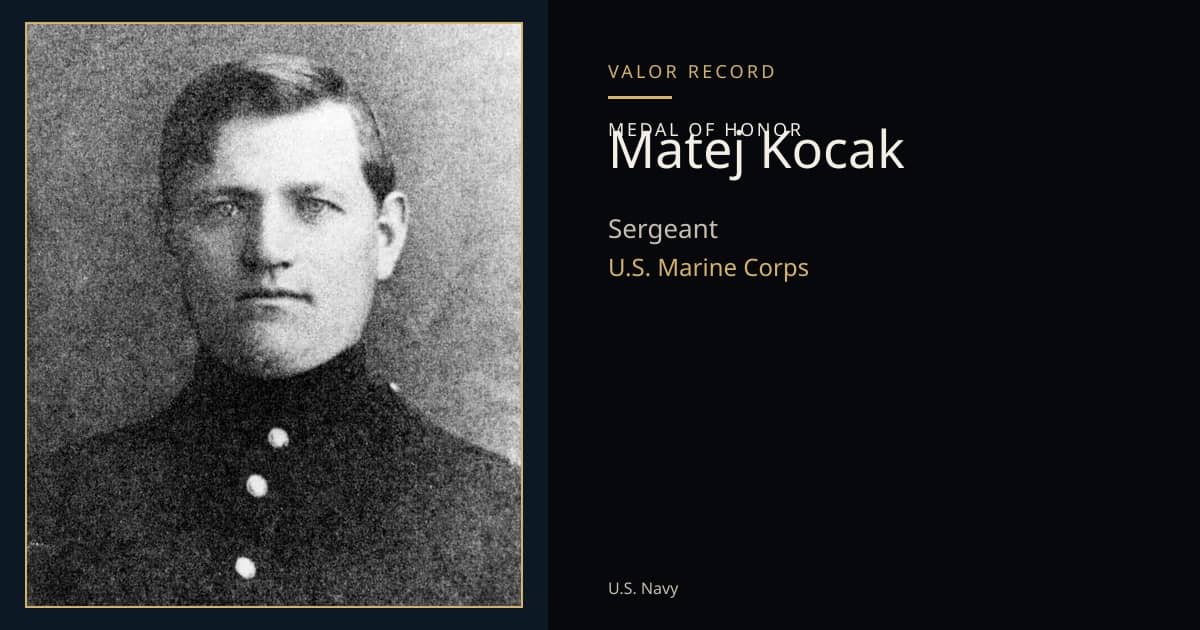 VALOR RECORD
MEDAL OF HONOR
Matej Kocak
Sergeant
U.S. Marine Corps
U.S. Navy